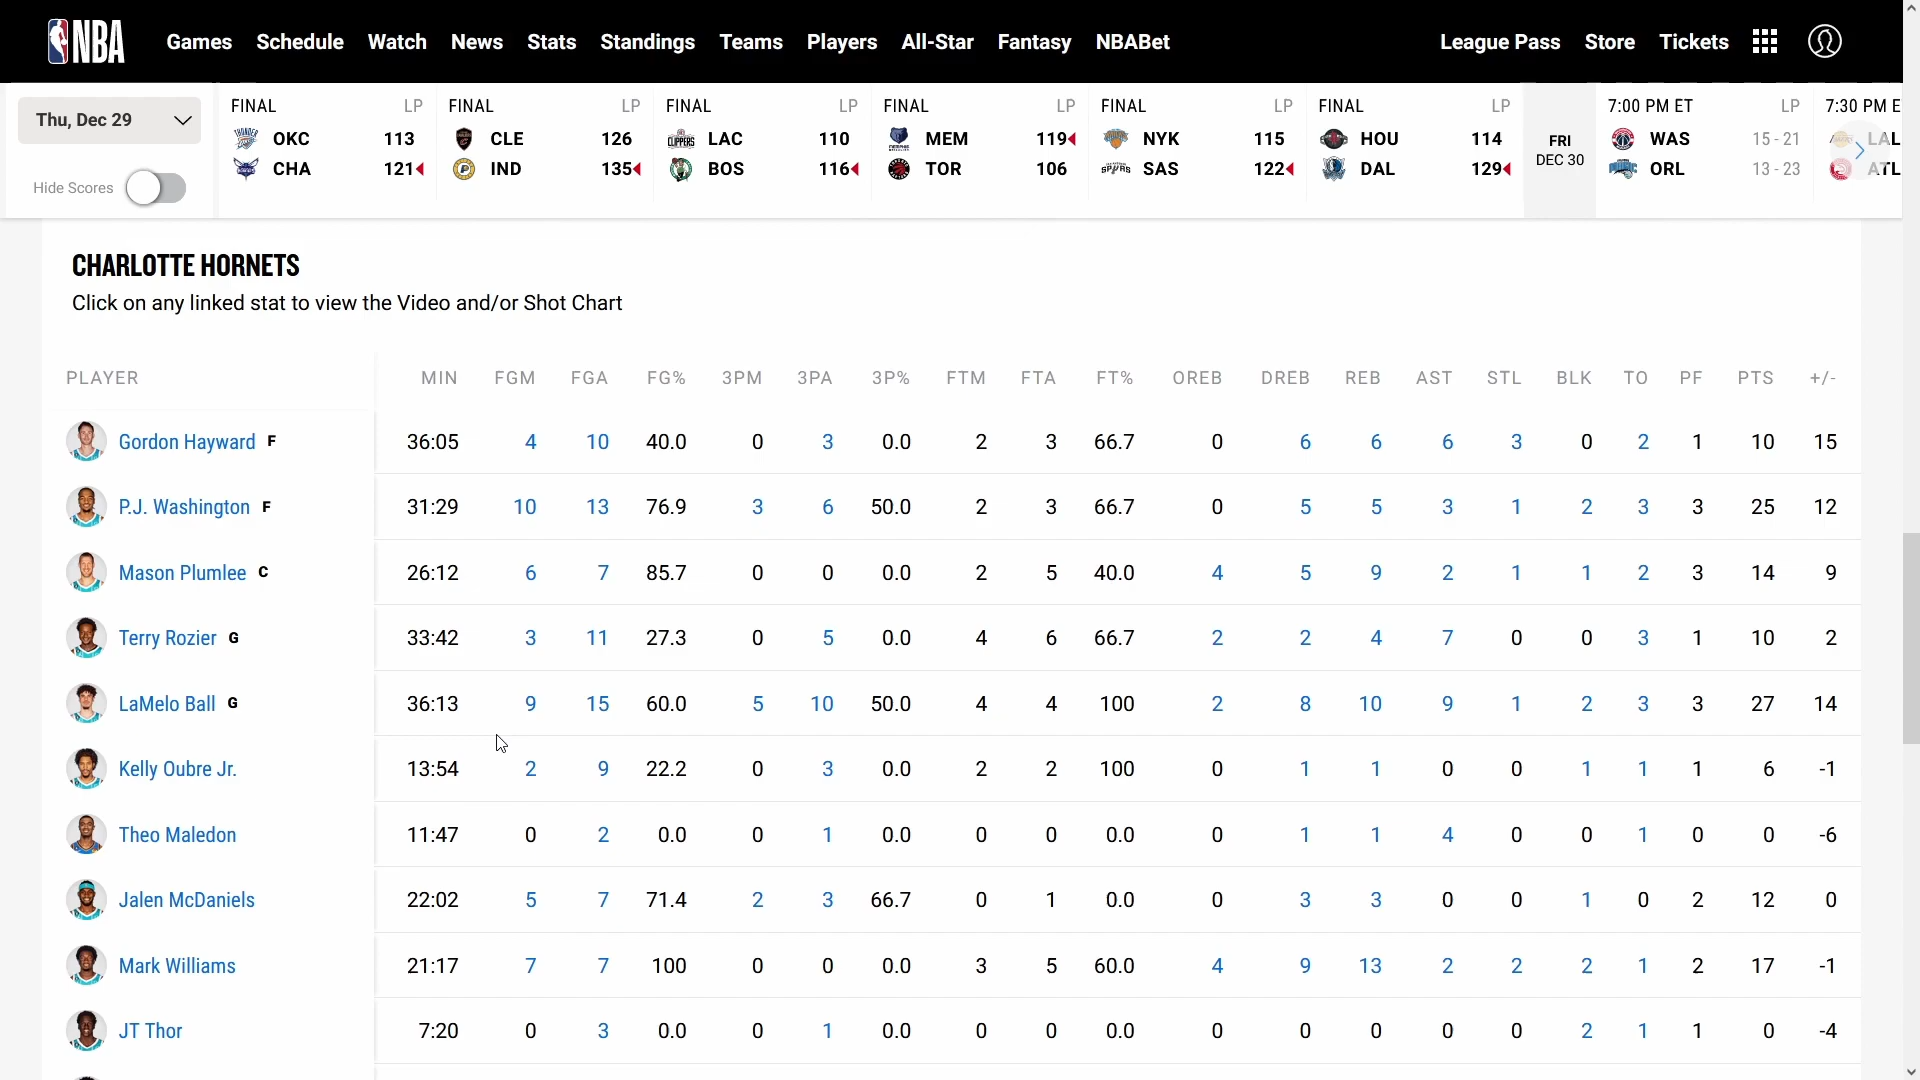 NBA Games Schedule Watch News Stats Standings Teams Players All-Star Fantasy NBABet League Pass Store Tickets
Thu, Dec 29
Hide Scores
FINAL LP
OKC 113
CHA 121
FINAL LP
CLE 126
IND 135
FINAL LP
LAC 110
BOS 116
FINAL LP
MEM 119
TOR 106
FINAL LP
NYK 115
SAS 122
FINAL LP
HOU 114
DAL 129
FRI
DEC 30
7:00 PM ET LP
WAS 15 - 21
ORL 13 - 23
7:30 PM E
LAL
ATL
CHARLOTTE HORNETS
Click on any linked stat to view the Video and/or Shot Chart
PLAYER MIN FGM FGA FG% 3PM 3PA 3P% FTM FTA FT% OREB DREB REB AST STL BLK TO PF PTS +/-
Gordon Hayward F 36:05 4 10 40.0 0 3 0.0 2 3 66.7 0 6 6 6 3 0 2 1 10 15
P.J. Washington F 31:29 10 13 76.9 3 6 50.0 2 3 66.7 0 5 5 3 1 2 3 3 25 12
Mason Plumlee C 26:12 6 7 85.7 0 0 0.0 2 5 40.0 4 5 9 2 1 1 2 3 14 9
Terry Rozier G 33:42 3 11 27.3 0 5 0.0 4 6 66.7 2 2 4 7 0 0 3 1 10 2
LaMelo Ball G 36:13 9 15 60.0 5 10 50.0 4 4 100 2 8 10 9 1 2 3 3 27 14
Kelly Oubre Jr. 13:54 2 9 22.2 0 3 0.0 2 2 100 0 1 1 0 0 1 1 1 6 -1
Theo Maledon 11:47 0 2 0.0 0 1 0.0 0 0 0.0 0 1 1 4 0 0 1 0 0 -6
Jalen McDaniels 22:02 5 7 71.4 2 3 66.7 0 1 0.0 0 3 3 0 0 1 0 2 12 0
Mark Williams 21:17 7 7 100 0 0 0.0 3 5 60.0 4 9 13 2 2 2 1 2 17 -1
JT Thor 7:20 0 3 0.0 0 1 0.0 0 0 0.0 0 0 0 0 0 2 1 1 0 -4